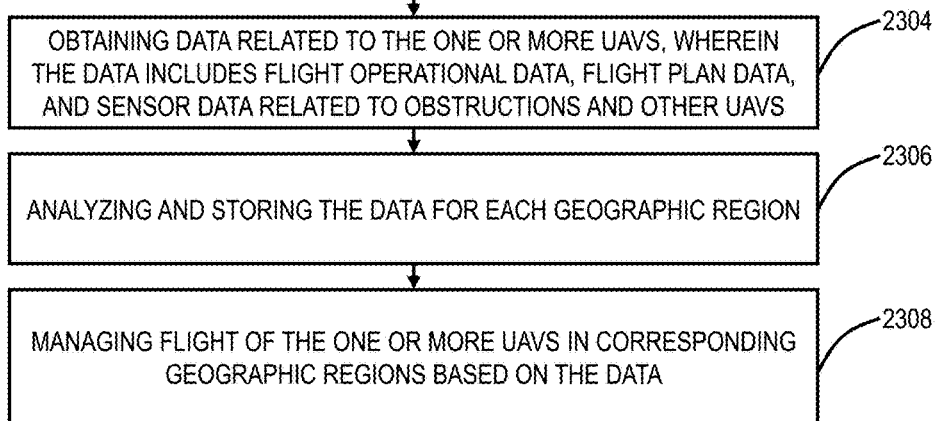 2304
OBTAINING DATA RELATED TO THE ONE OR MORE UAVS, WHEREIN
THE DATA INCLUDES FLIGHT OPERATIONAL DATA, FLIGHT PLAN DATA,
AND SENSOR DATA RELATED TO OBSTRUCTIONS AND OTHER UAVS
2306
ANALYZING AND STORING THE DATA FOR EACH GEOGRAPHIC REGION
2308
MANAGING FLIGHT OF THE ONE OR MORE UAVS IN CORRESPONDING
GEOGRAPHIC REGIONS BASED ON THE DATA